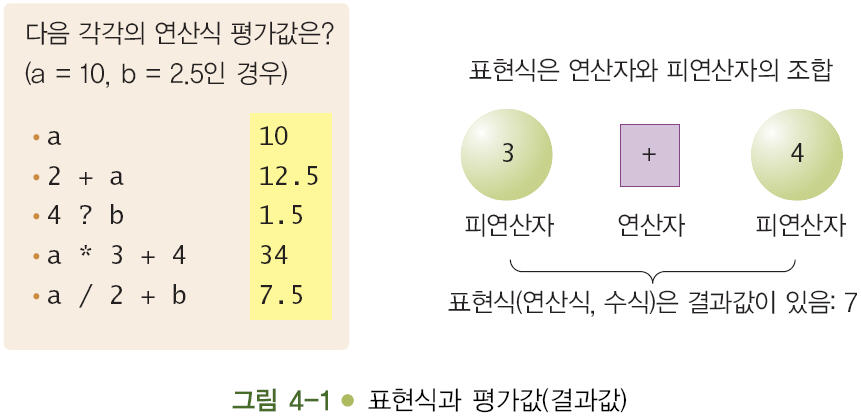 다음 각각의 연산식 평가값은?
(a = 10, b = 2.5인 경우)
• a 10
• 2 + a 12.5
• 4 ? b 1.5
• a * 3 + 4 34
• a / 2 + b 7.5
표현식은 연산자와 피연산자의 조합
3 + 4
피연산자 연산자 피연산자
표현식(연산식, 수식)은 결과값이 있음: 7
그림 4-1 ● 표현식과 평가값(결과값)